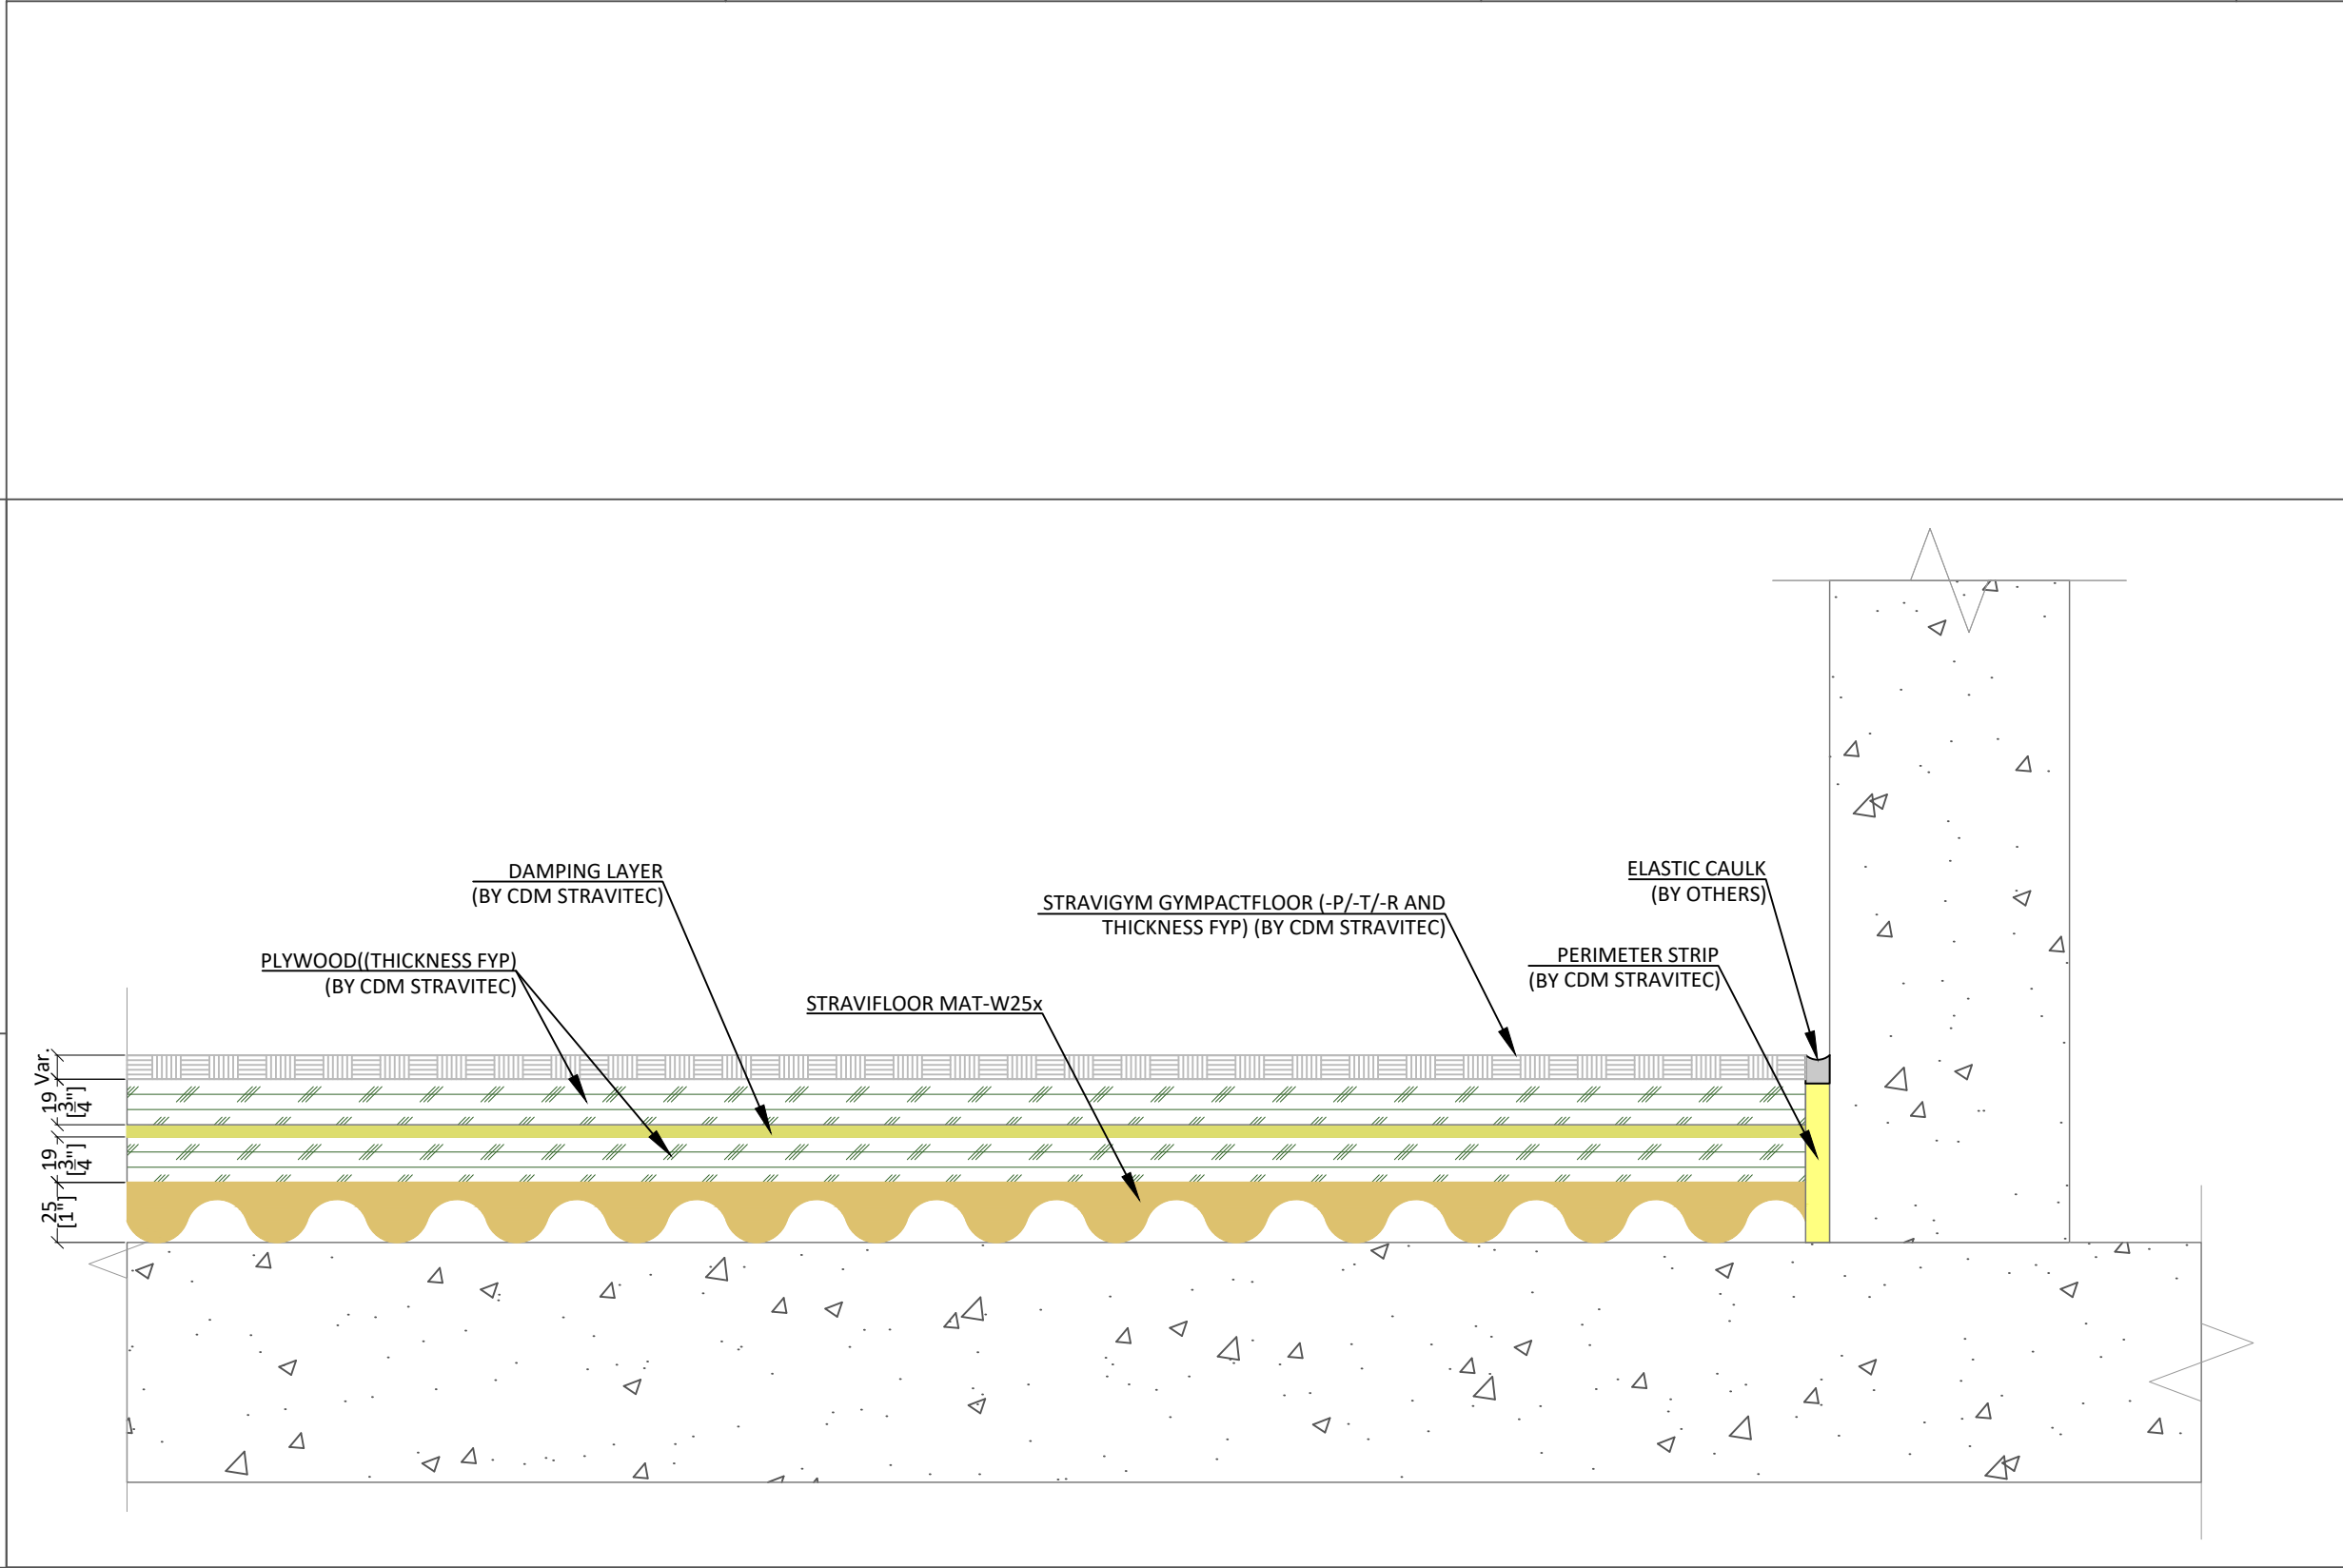 DAMPING LAYER
(BY CDM STRAVITEC)
PLYWOOD((THICKNESS FYP)
(BY CDM STRAVITEC)
STRAVIFLOOR MAT-W25x
STRAVIGYM GYMPACTFLOOR (-P/-T/-R AND
THICKNESS FYP) (BY CDM STRAVITEC)
ELASTIC CAULK
(BY OTHERS)
PERIMETER STRIP
(BY CDM STRAVITEC)
Var.
19
[3/4"]
19
[3/4"]
25
[1"]